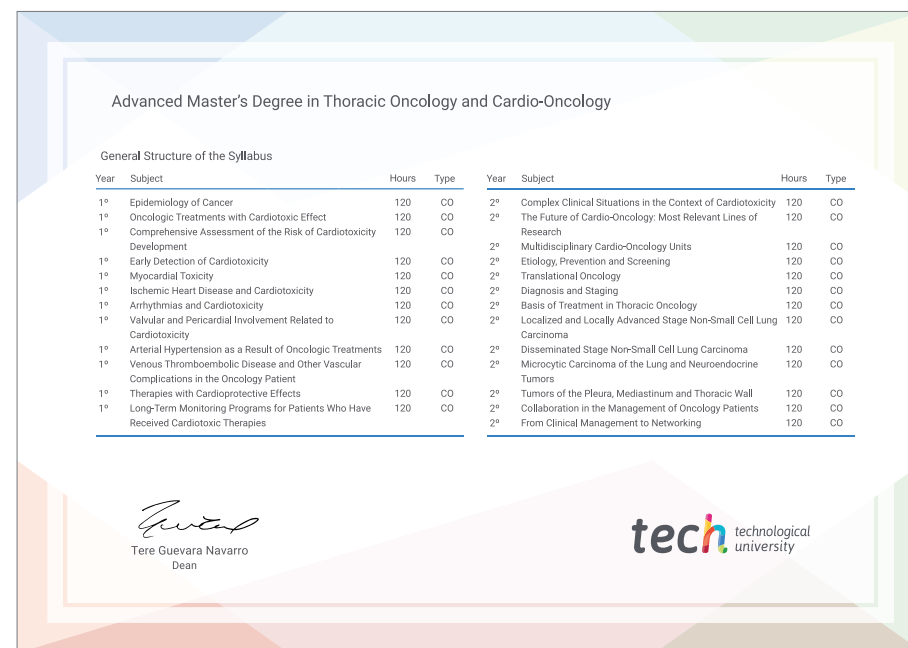 Advanced Master's Degree in Thoracic Oncology and Cardio-Oncology
General Structure of the Syllabus
Year Subject Hours Type
1º Epidemiology of Cancer 120 CO
1º Oncologic Treatments with Cardiotoxic Effect 120 CO
1º Comprehensive Assessment of the Risk of Cardiotoxicity 120 CO
Development
1º Early Detection of Cardiotoxicity 120 CO
1º Myocardial Toxicity 120 CO
1º Ischemic Heart Disease and Cardiotoxicity 120 CO
1º Arrhythmias and Cardiotoxicity 120 CO
1º Valvular and Pericardial Involvement Related to 120 CO
Cardiotoxicity
1º Arterial Hypertension as a Result of Oncologic Treatments 120 CO
1º Venous Thromboembolic Disease and Other Vascular 120 CO
Complications in the Oncology Patient
1º Therapies with Cardioprotective Effects 120 CO
1º Long-Term Monitoring Programs for Patients Who Have 120 CO
Received Cardiotoxic Therapies
Year Subject Hours Type
2º Complex Clinical Situations in the Context of Cardiotoxicity 120 CO
2º The Future of Cardio-Oncology: Most Relevant Lines of 120 CO
Research
2º Multidisciplinary Cardio-Oncology Units 120 CO
2º Etiology, Prevention and Screening 120 CO
2º Translational Oncology 120 CO
2º Diagnosis and Staging 120 CO
2º Basis of Treatment in Thoracic Oncology 120 CO
2º Localized and Locally Advanced Stage Non-Small Cell Lung 120 CO
Carcinoma
2º Disseminated Stage Non-Small Cell Lung Carcinoma 120 CO
2º Microcytic Carcinoma of the Lung and Neuroendocrine 120 CO
Tumors
2º Tumors of the Pleura, Mediastinum and Thoracic Wall 120 CO
2º Collaboration in the Management of Oncology Patients 120 CO
2º From Clinical Management to Networking 120 CO
Tere Guevara Navarro
Dean
tech technological
university